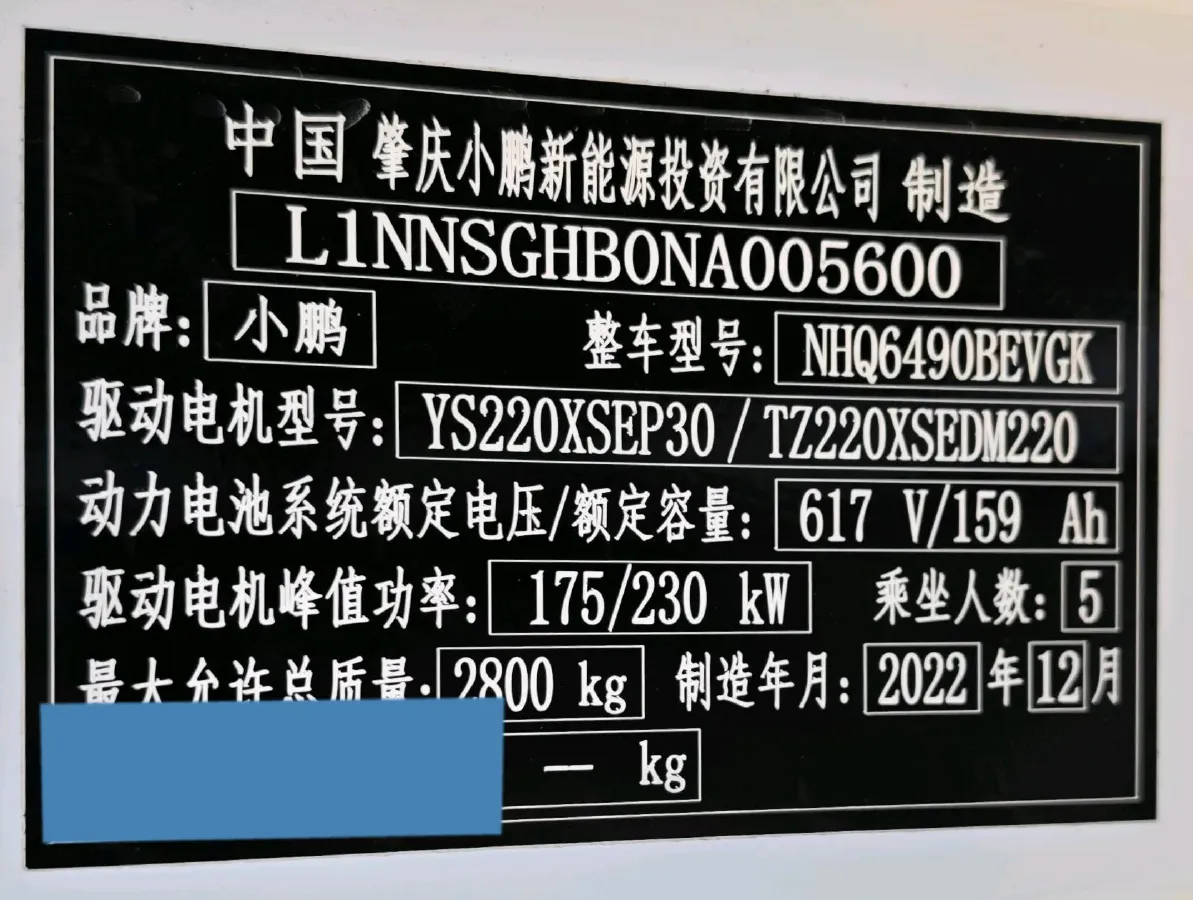 中国 肇庆小鹏新能源投资有限公司 制造
L1NNSGHB0NA005600
品牌: 小鹏 整车型号: NHQ6490BEVGK
驱动电机型号: YS220XSEP30 / TZ220XSEDM220
动力电池系统额定电压/额定容量: 617 V/159 Ah
驱动电机峰值功率: 175/230 kW 乘坐人数: 5
最大允许总质量: 2800 kg 制造年月: 2022 年 12 月
— kg